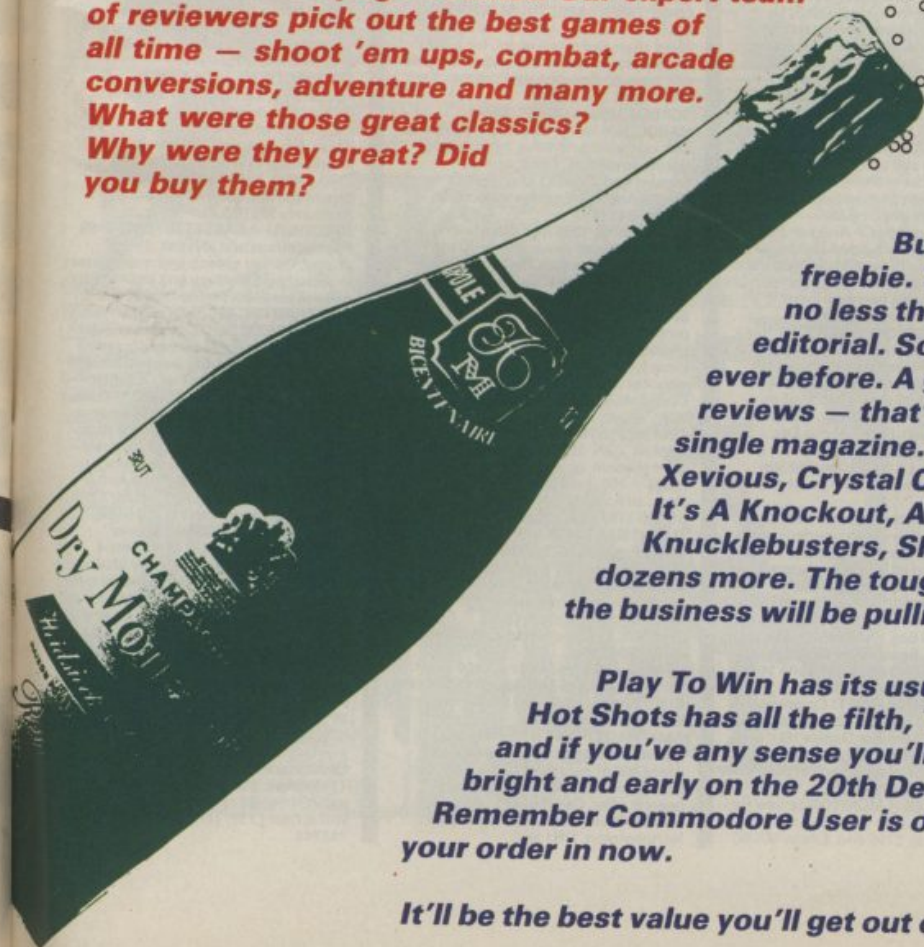 of reviewers pick out the best games of
all time — shoot 'em ups, combat, arcade
conversions, adventure and many more.
What were those great classics?
Why were they great? Did
you buy them?
BICENTENAIRE
BRUT
CHAMP
Dry Mo
Bu
freebie.
no less th
editorial. So
ever before. A
reviews — that
single magazine.
Xevious, Crystal C
It's A Knockout, A
Knucklebusters, Sl
dozens more. The toug
the business will be pulli
Play To Win has its usu
Hot Shots has all the filth,
and if you've any sense you'll
bright and early on the 20th De
Remember Commodore User is o
your order in now.
It'll be the best value you'll get out